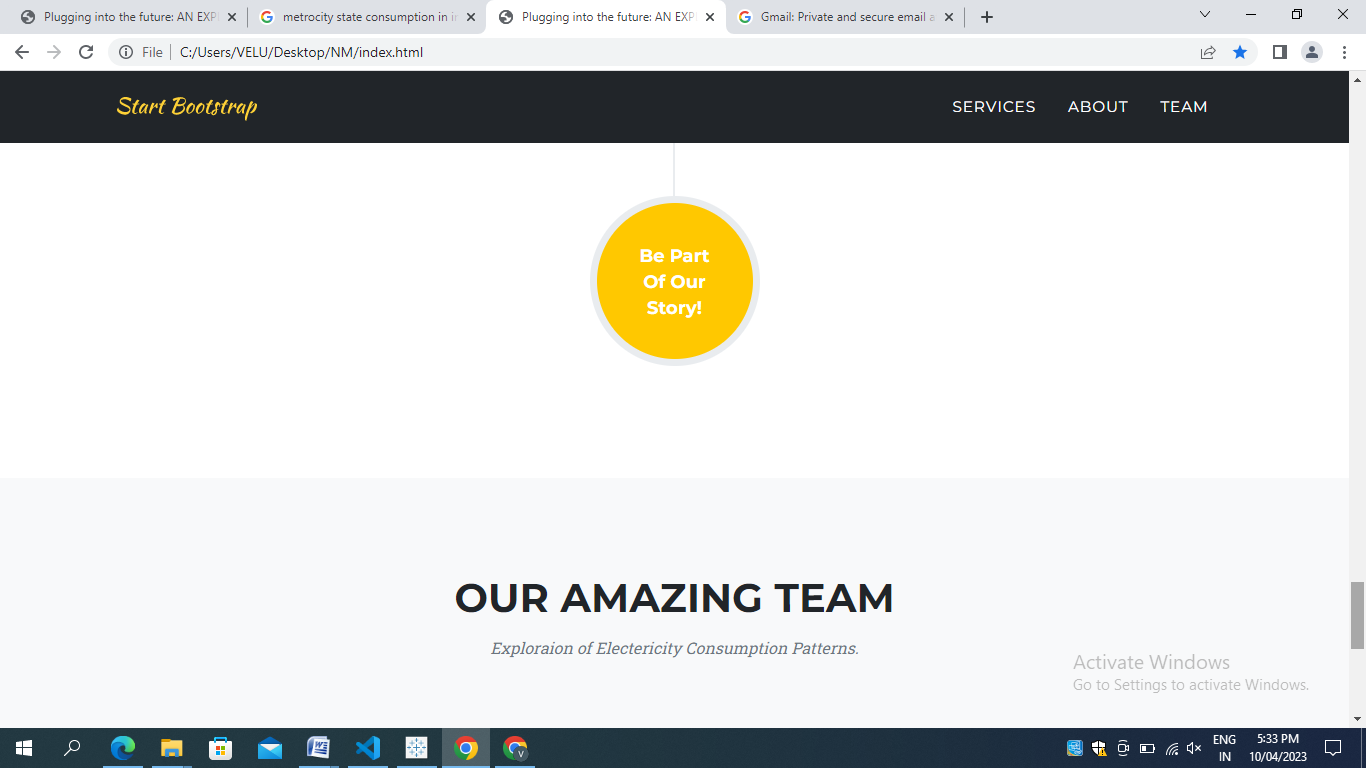 Plugging into the future: AN EXP
metrocity state consumption in in
Plugging into the future: AN EXP
Gmail: Private and secure email a
File
C:/Users/VELU/Desktop/NM/index.html
Start Bootstrap
SERVICES
ABOUT
TEAM
Be Part
Of Our
Story!
OUR AMAZING TEAM
Exploraion of Electericity Consumption Patterns.
Activate Windows
Go to Settings to activate Windows.
ENG
IN
5:33 PM
10/04/2023
V